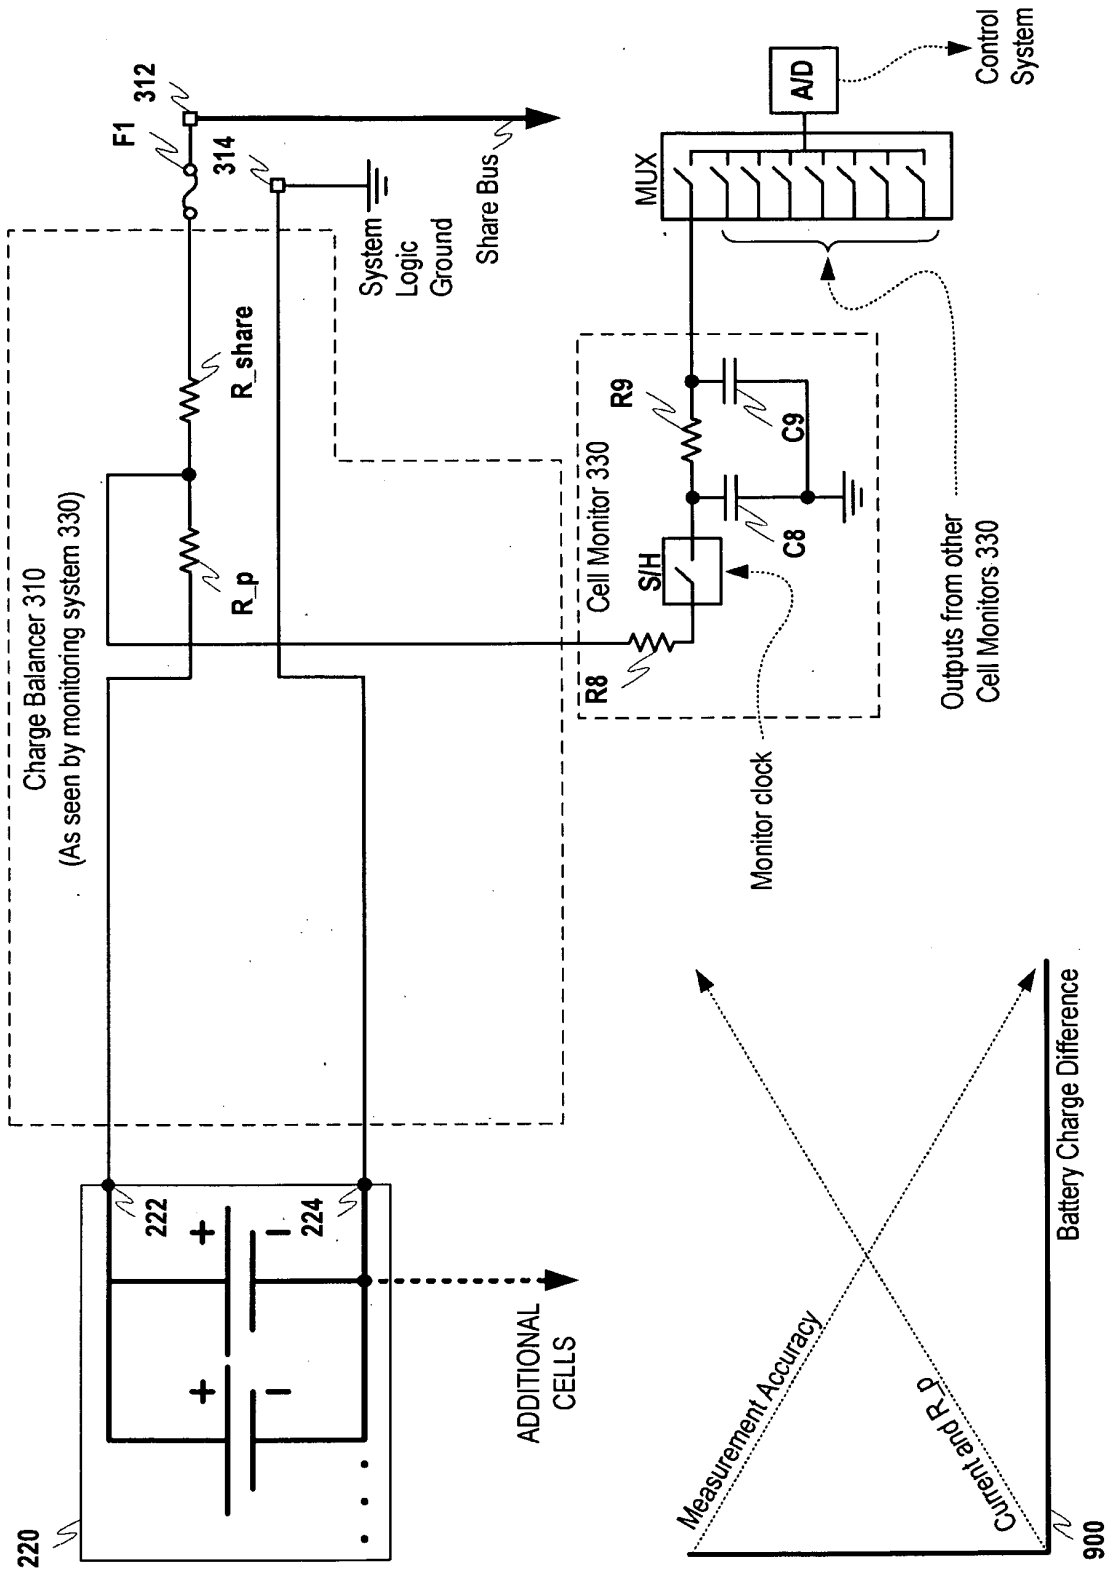 220
222
224
+
−
+
−
ADDITIONAL
CELLS
Charge Balancer 310
(As seen by monitoring system 330)
R_p
R_share
F1
312
314
System
Logic
Ground
Share Bus
Cell Monitor 330
R8
S/H
R9
C8
C9
Monitor clock
MUX
A/D
Control
System
Outputs from other
Cell Monitors 330
Measurement Accuracy
Current and R_p
Battery Charge Difference
900